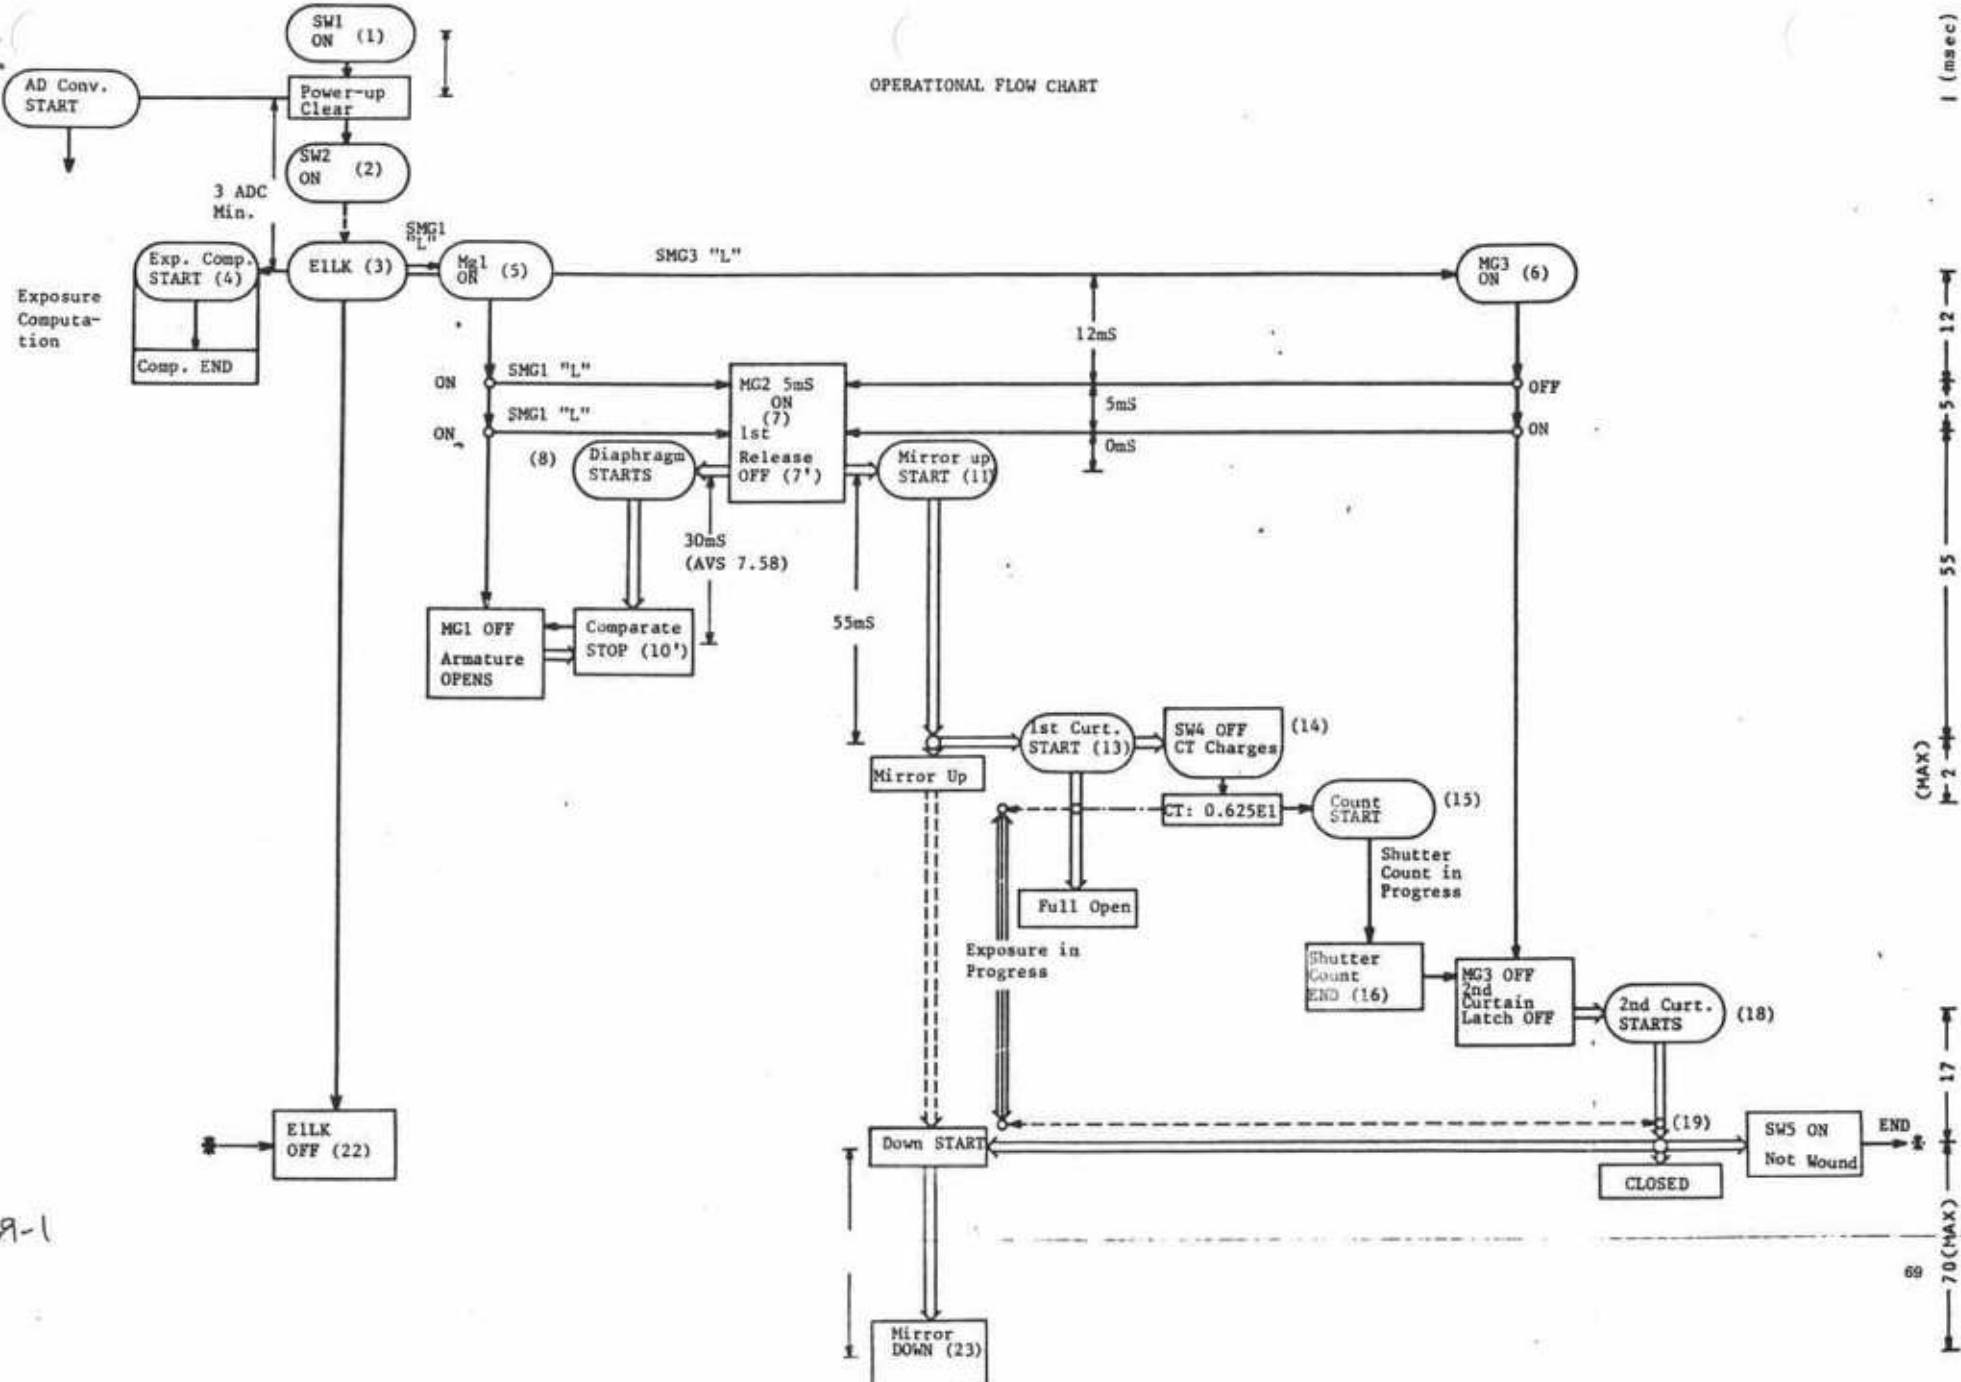 OPERATIONAL FLOW CHART
(msec)
SW1
ON (1)
AD Conv.
START
Power-up
Clear
SW2
ON (2)
3 ADC
Min.
Exp. Comp.
START (4)
E1LK (3)
SMG1
"L"
Mg1
ON (5)
SMG3 "L"
MG3
ON (6)
Exposure
Computa-
tion
Comp. END
12mS
12
ON
SMG1 "L"
MG2 5mS
ON
(7)
OFF
5mS
5
ON
SMG1 "L"
1st
Release
OFF (7')
0mS
ON
(8)
Diaphragm
STARTS
Mirror up
START (11)
30mS
(AVS 7.58)
55
MG1 OFF
Armature
OPENS
Comparate
STOP (10')
55mS
1st Curt.
START (13)
SW4 OFF
CT Charges
(14)
Mirror Up
2
(MAX)
CT: 0.625E1
Count
START
(15)
Shutter
Count in
Progress
Full Open
Exposure in
Progress
Shutter
Count
END (16)
MG3 OFF
2nd
Curtain
Latch OFF
2nd Curt.
STARTS
(18)
17
E1LK
OFF (22)
*
Down START
(19)
SW5 ON
Not Wound
END
*
CLOSED
70(MAX)
69
Mirror
DOWN (23)